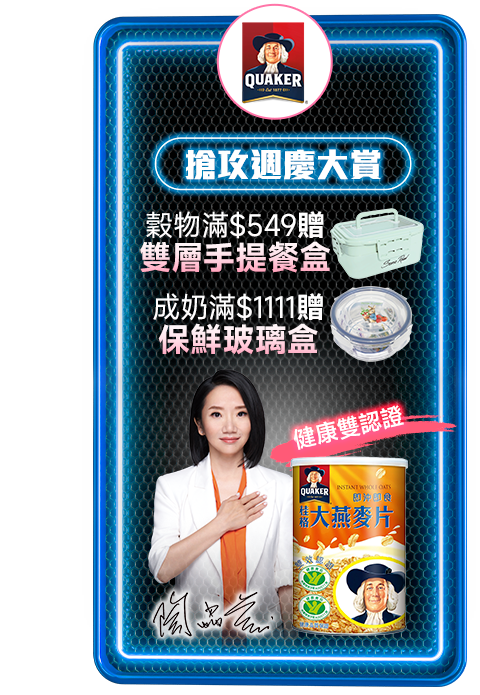 QUAKER
搶攻週慶大賞
穀物滿$549贈
雙層手提餐盒
成奶滿$1111贈
保鮮玻璃盒
健康雙認證
QUAKER
INSTANT WHOLE OATS
即沖即食
桂格
大燕麥片